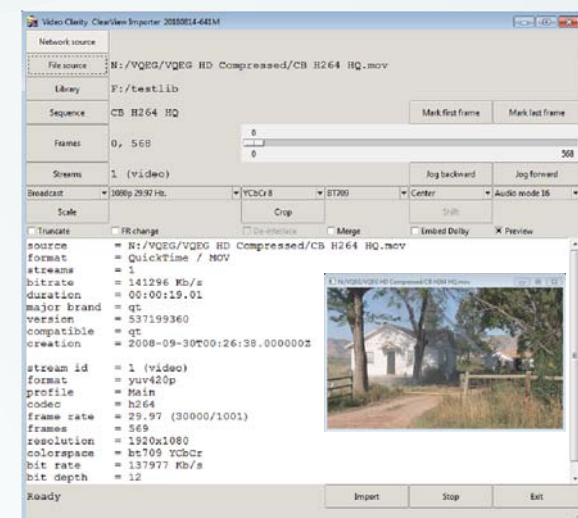 Video Clarity ClearView Importer 20180814-641M
Network source
File source N:/VQEG/VQEG HD Compressed/CB H264 HQ.mov
Library F:/testlib
Sequence CB H264 HQ Mark first frame Mark last frame
0
Frames 0, 568
0 568
Streams 1 (video) Jog backward Jog forward
Broadcast 1080p 29.97 Hz. YCbCr 8 BT709 Center Audio mode 16
Scale Crop Shift
Truncate FR change De-interlace Merge Embed Dolby Preview
source = N:/VQEG/VQEG HD Compressed/CB H264 HQ.mov
format = QuickTime / MOV
streams = 1
bitrate = 141296 Kb/s
duration = 00:00:19.01
major brand = qt
version = 537199360
compatible = qt
creation = 2008-09-30T00:26:38.000000Z
N:/VQEG/VQEG HD Compressed/CB H264 HQ.mov
stream id = 1 (video)
format = yuv420p
profile = Main
codec = h264
frame rate = 29.97 (30000/1001)
frames = 569
resolution = 1920x1080
colorspace = bt709 YCbCr
bit rate = 137977 Kb/s
bit depth = 12
Ready Import Stop Exit